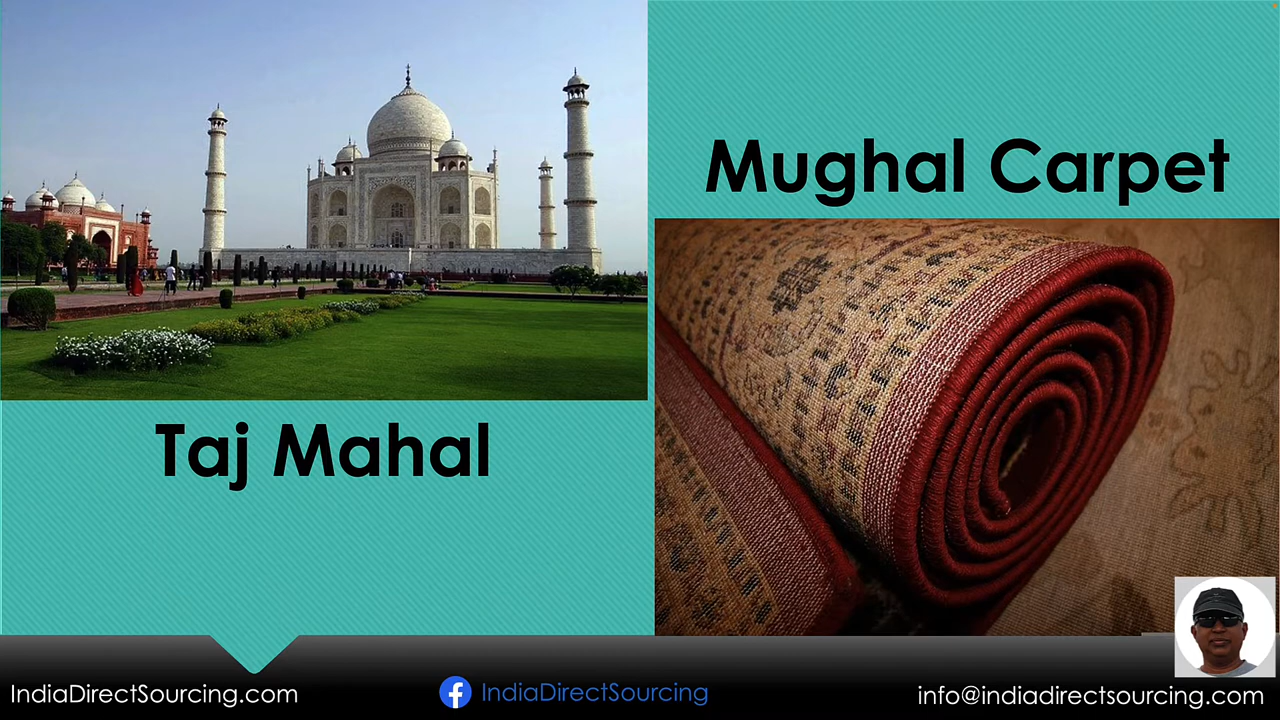 Mughal Carpet
Taj Mahal
IndiaDirectSourcing.com
IndiaDirectSourcing
info@indiadirectsourcing.com